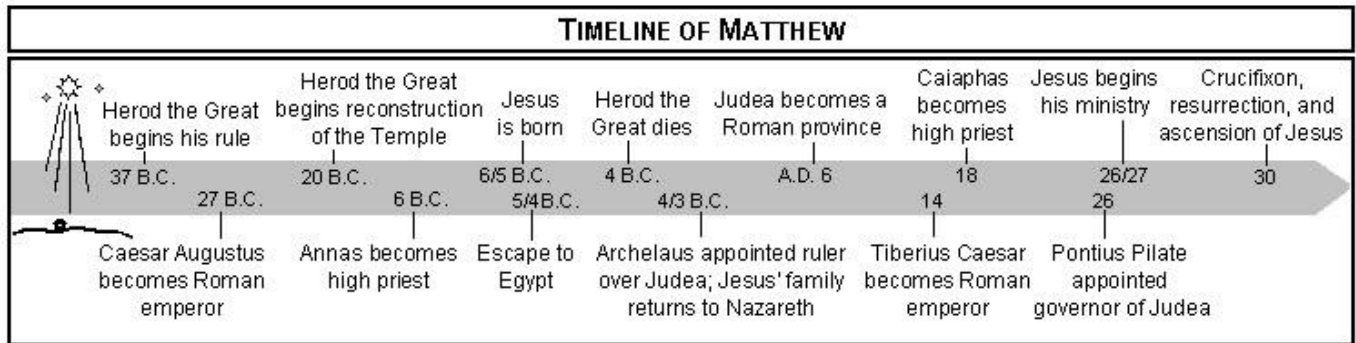 TIMELINE OF MATTHEW
Herod the Great
begins his rule
Herod the Great
begins reconstruction
of the Temple
Jesus
is born
Herod the
Great dies
Judea becomes a
Roman province
Caiaphas
becomes
high priest
Jesus begins
his ministry
Crucifixon,
resurrection, and
ascension of Jesus
37 B.C.
20 B.C.
6/5 B.C.
4 B.C.
A.D. 6
18
26/27
30
27 B.C.
6 B.C.
5/4B.C.
4/3 B.C.
14
26
Caesar Augustus
becomes Roman
emperor
Annas becomes
high priest
Escape to
Egypt
Archelaus appointed ruler
over Judea; Jesus' family
returns to Nazareth
Tiberius Caesar
becomes Roman
emperor
Pontius Pilate
appointed
governor of Judea